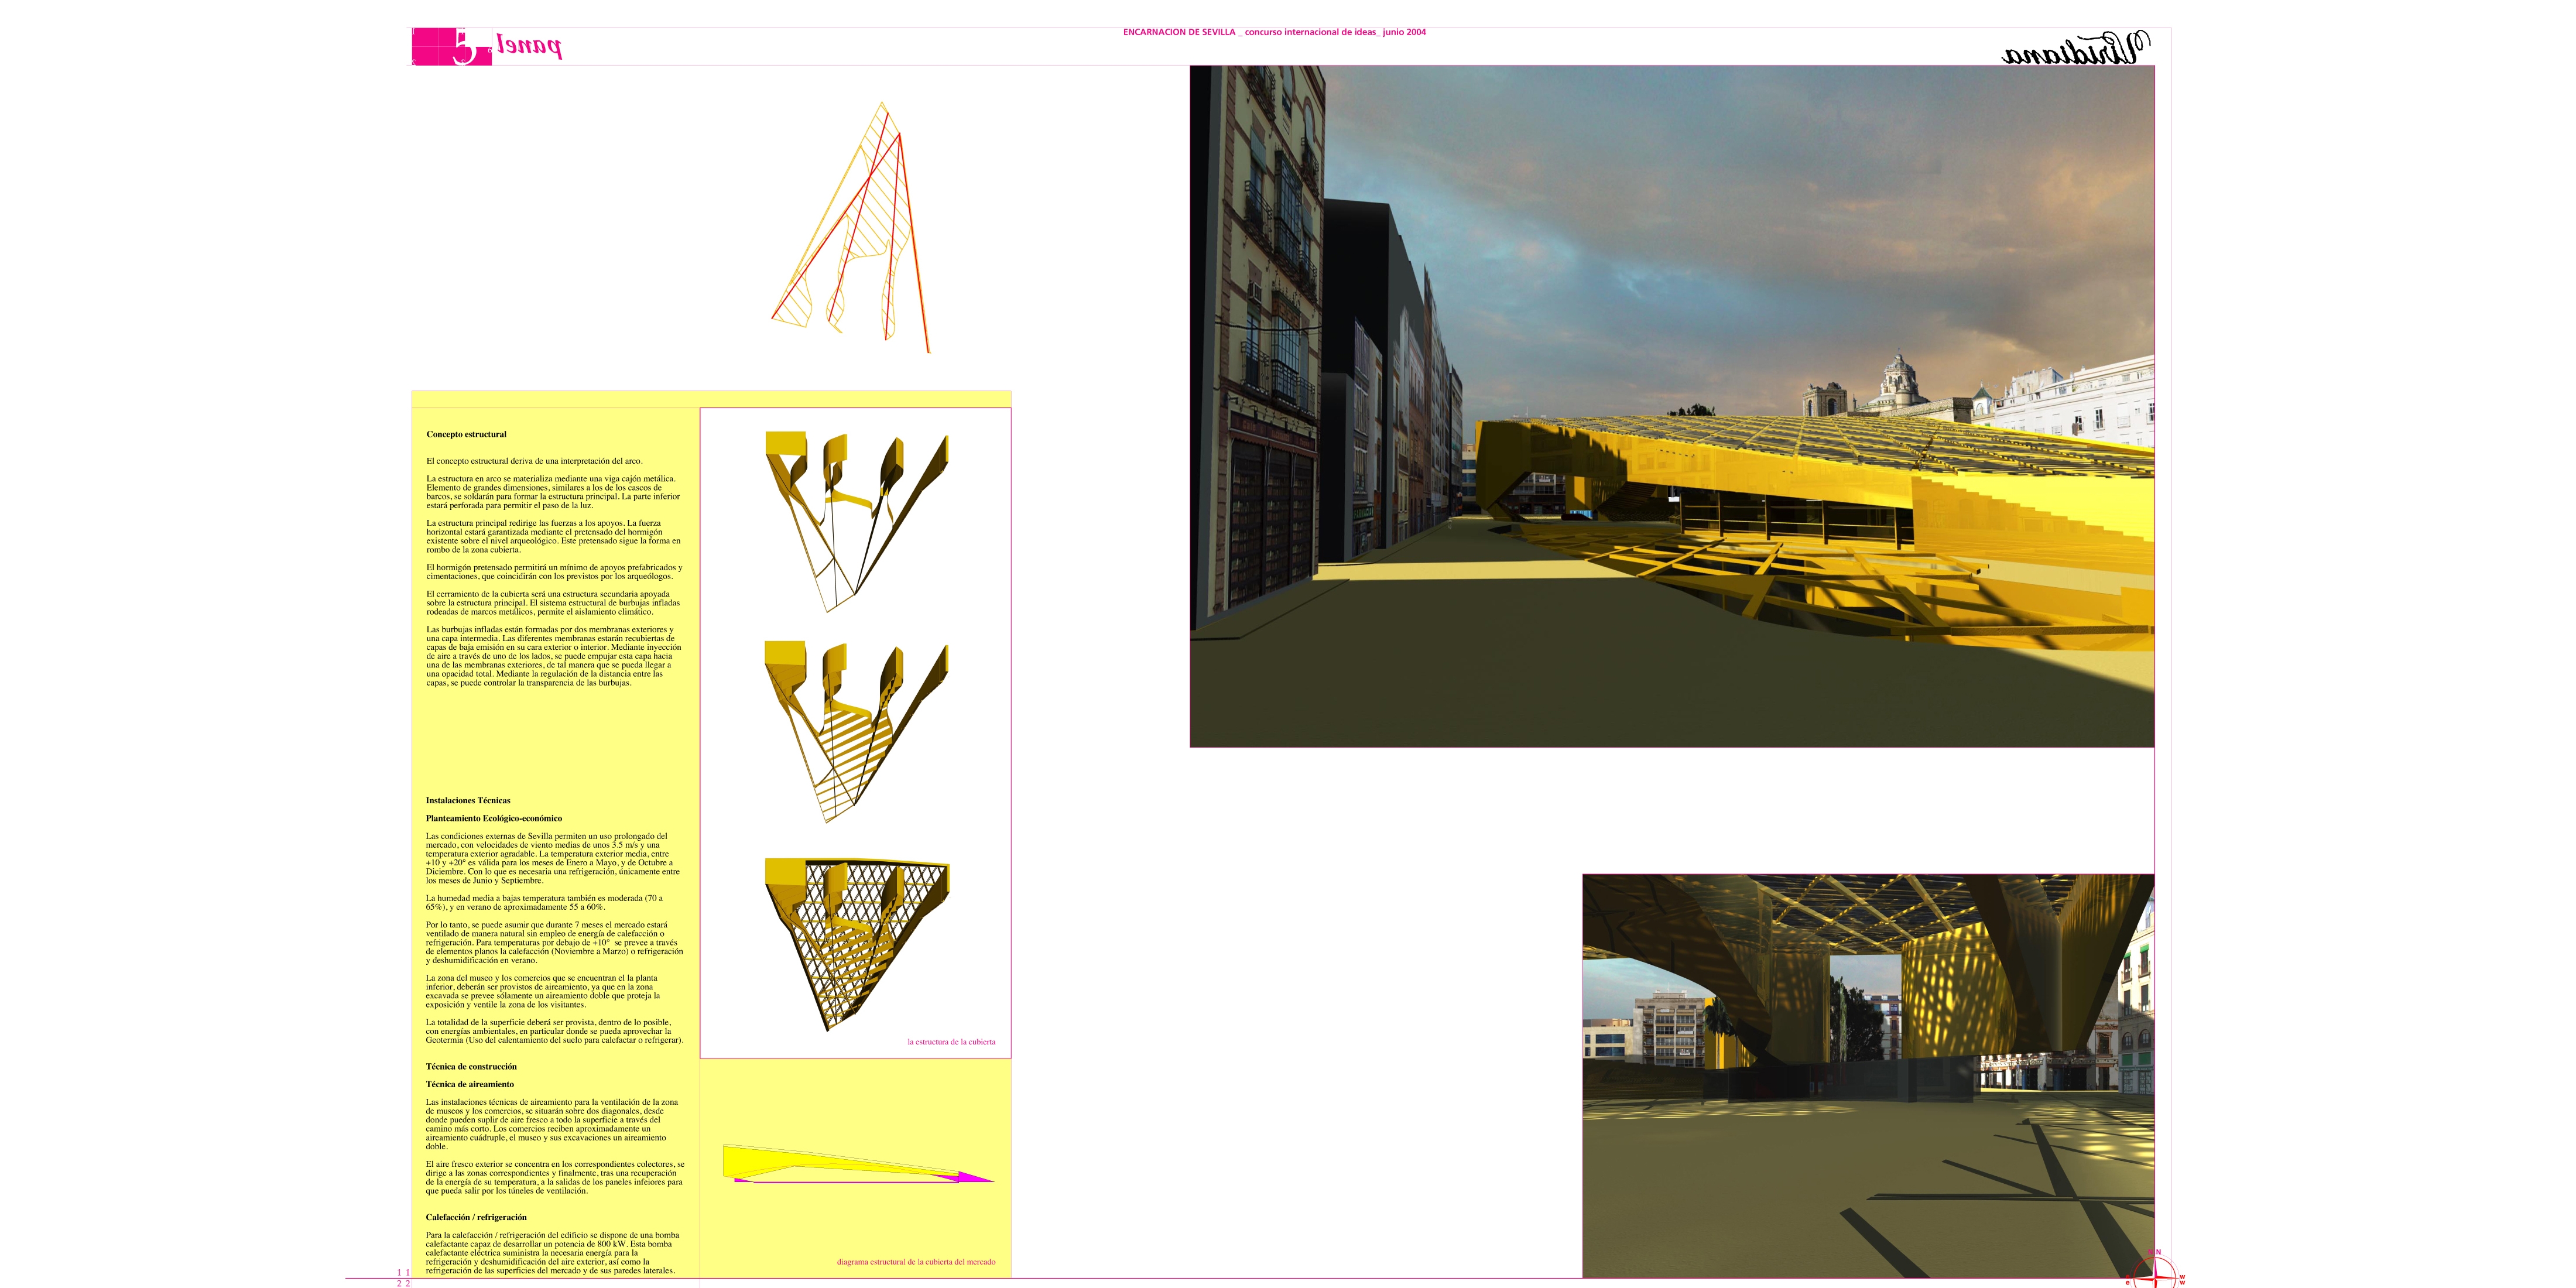 5 panel
ENCARNACION DE SEVILLA _ concurso internacional de ideas_ junio 2004
Viridiana
Concepto estructural
El concepto estructural deriva de una interpretación del arco.
La estructura en arco se materializa mediante una viga cajón metálica.
Elemento de grandes dimensiones, similares a los de los cascos de
barcos, se soldarán para formar la estructura principal. La parte inferior
estará perforada para permitir el paso de la luz.
La estructura principal redirige las fuerzas a los apoyos. La fuerza
horizontal estará garantizada mediante el pretensado del hormigón
existente sobre el nivel arqueológico. Este pretensado sigue la forma en
rombo de la zona cubierta.
El hormigón pretensado permitirá un mínimo de apoyos prefabricados y
cimentaciones, que coincidirán con los previstos por los arqueólogos.
El cerramiento de la cubierta será una estructura secundaria apoyada
sobre la estructura principal. El sistema estructural de burbujas infladas
rodeadas de marcos metálicos, permite el aislamiento climático.
Las burbujas infladas están formadas por dos membranas exteriores y
una capa intermedia. Las diferentes membranas estarán recubiertas de
capas de baja emisión en su cara exterior o interior. Mediante inyección
de aire a través de uno de los lados, se puede empujar esta capa hacia
una de las membranas exteriores, de tal manera que se pueda llegar a
una opacidad total. Mediante la regulación de la distancia entre las
capas, se puede controlar la transparencia de las burbujas.
Instalaciones Técnicas
Planteamiento Ecológico-económico
Las condiciones externas de Sevilla permiten un uso prolongado del
mercado, con velocidades de viento medias de unos 3.5 m/s y una
temperatura exterior agradable. La temperatura exterior media, entre
+10 y +20° es válida para los meses de Enero a Mayo, y de Octubre a
Diciembre. Con lo que es necesaria una refrigeración, únicamente entre
los meses de Junio y Septiembre.
La humedad media a bajas temperatura también es moderada (70 a
65%), y en verano de aproximadamente 55 a 60%.
Por lo tanto, se puede asumir que durante 7 meses el mercado estará
ventilado de manera natural sin empleo de energía de calefacción o
refrigeración. Para temperaturas por debajo de +10° se prevee a través
de elementos planos la calefacción (Noviembre a Marzo) o refrigeración
y deshumidificación en verano.
La zona del museo y los comercios que se encuentran el la planta
inferior, deberán ser provistos de aireamiento, ya que en la zona
excavada se prevee sólamente un aireamiento doble que proteja la
exposición y ventile la zona de los visitantes.
La totalidad de la superficie deberá ser provista, dentro de lo posible,
con energías ambientales, en particular donde se pueda aprovechar la
Geotermia (Uso del calentamiento del suelo para calefactar o refrigerar).
Técnica de construcción
Técnica de aireamiento
Las instalaciones técnicas de aireamiento para la ventilación de la zona
de museos y los comercios, se situarán sobre dos diagonales, desde
donde pueden suplir de aire fresco a todo la superficie a través del
camino más corto. Los comercios reciben aproximadamente un
aireamiento cuádruple, el museo y sus excavaciones un aireamiento
doble.
El aire fresco exterior se concentra en los correspondientes colectores, se
dirige a las zonas correspondientes y finalmente, tras una recuperación
de la energía de su temperatura, a la salidas de los paneles infeiores para
que pueda salir por los túneles de ventilación.
Calefacción / refrigeración
Para la calefacción / refrigeración del edificio se dispone de una bomba
calefactante capaz de desarrollar un potencia de 800 kW. Esta bomba
calefactante eléctrica suministra la necesaria energía para la
refrigeración y deshumidificación del aire exterior, así como la
refrigeración de las superficies del mercado y de sus paredes laterales.
la estructura de la cubierta
diagrama estructural de la cubierta del mercado
1 1
2 2
N N
e
w
w